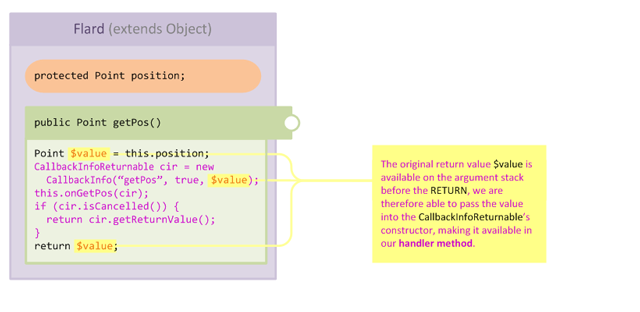 Flard (extends Object)
protected Point position;
public Point getPos()
Point $value = this.position;
CallbackInfoReturnable cir = new
CallbackInfo(“getPos”, true, $value);
this.onGetPos(cir);
if (cir.isCancelled()) {
return cir.getReturnValue();
}
return $value;
The original return value $value is
available on the argument stack
before the RETURN, we are
therefore able to pass the value
into the CallbackInfoReturnable’s
constructor, making it available in
our handler method.